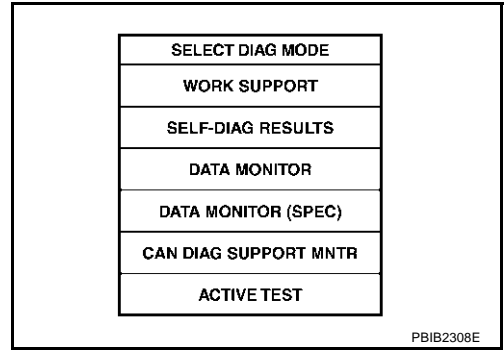 SELECT DIAG MODE
WORK SUPPORT
SELF-DIAG RESULTS
DATA MONITOR
DATA MONITOR (SPEC)
CAN DIAG SUPPORT MNTR
ACTIVE TEST
PBIB2308E